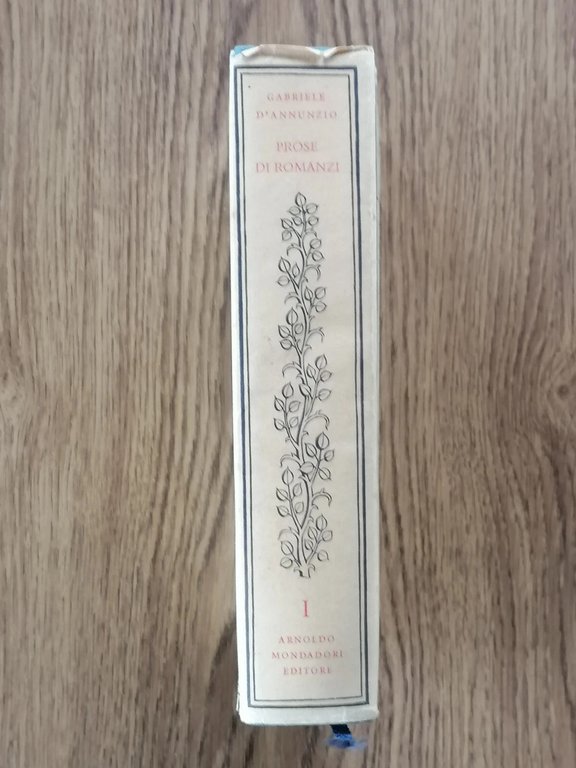 GABRIELE
D'ANNUNZIO
PROSE
DI ROMANZI
I
ARNOLDO
MONDADORI
EDITORE